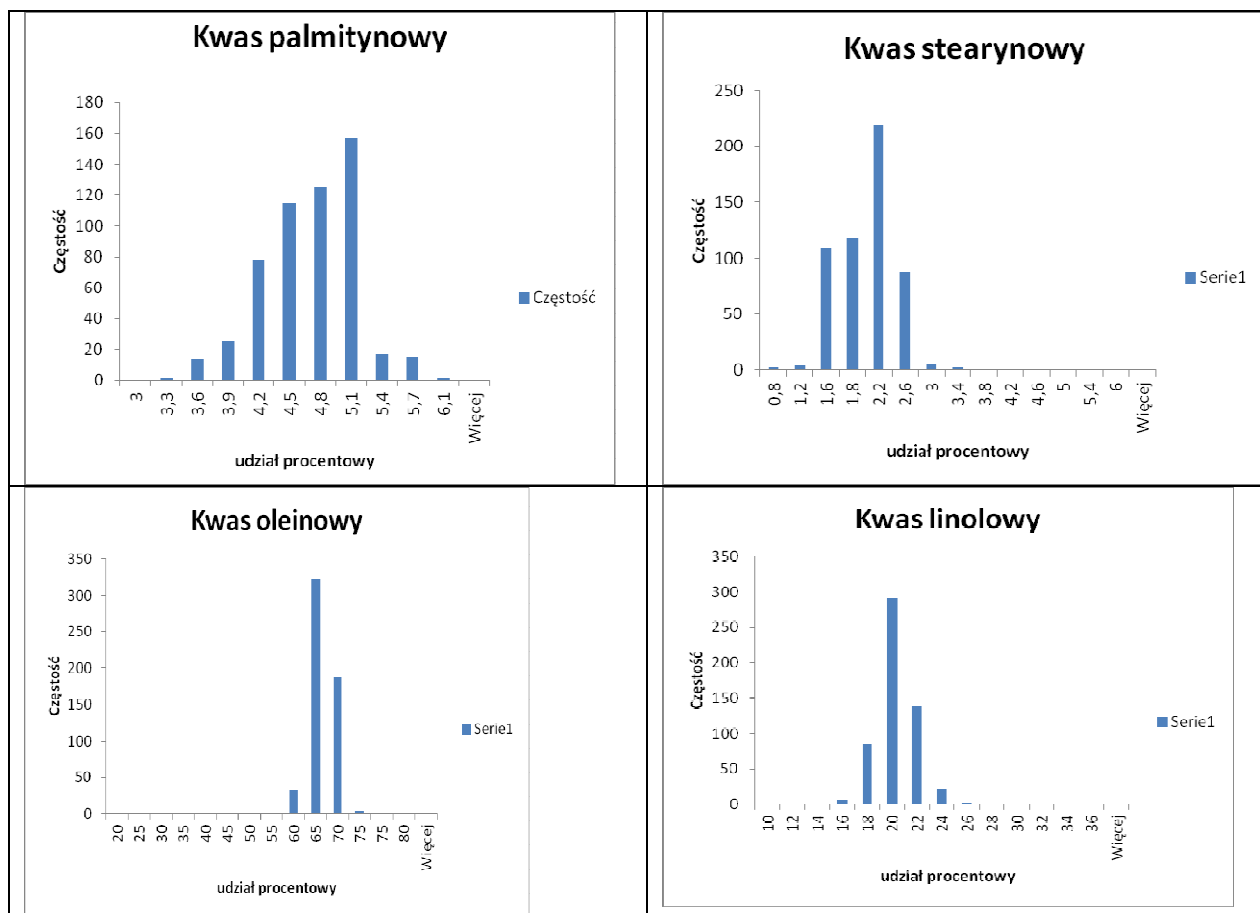 Kwas palmitynowy
180
160
140
120
100
80
60
40
20
0
Częstość
3 3,3 3,6 3,9 4,2 4,5 4,8 5,1 5,4 5,7 6,1 Więcej
udział procentowy
Częstość
Kwas stearynowy
250
200
150
100
50
0
Częstość
0,8 1,2 1,6 1,8 2,2 2,6 3 3,4 3,8 4,2 4,6 5 5,4 6 Więcej
udział procentowy
Serie1
Kwas oleinowy
350
300
250
200
150
100
50
0
Częstość
20 25 30 35 40 45 50 55 60 65 70 75 80 Więcej
udział procentowy
Serie1
Kwas linolowy
350
300
250
200
150
100
50
0
Częstość
10 12 14 16 18 20 22 24 26 28 30 32 34 36 Więcej
udział procentowy
Serie1